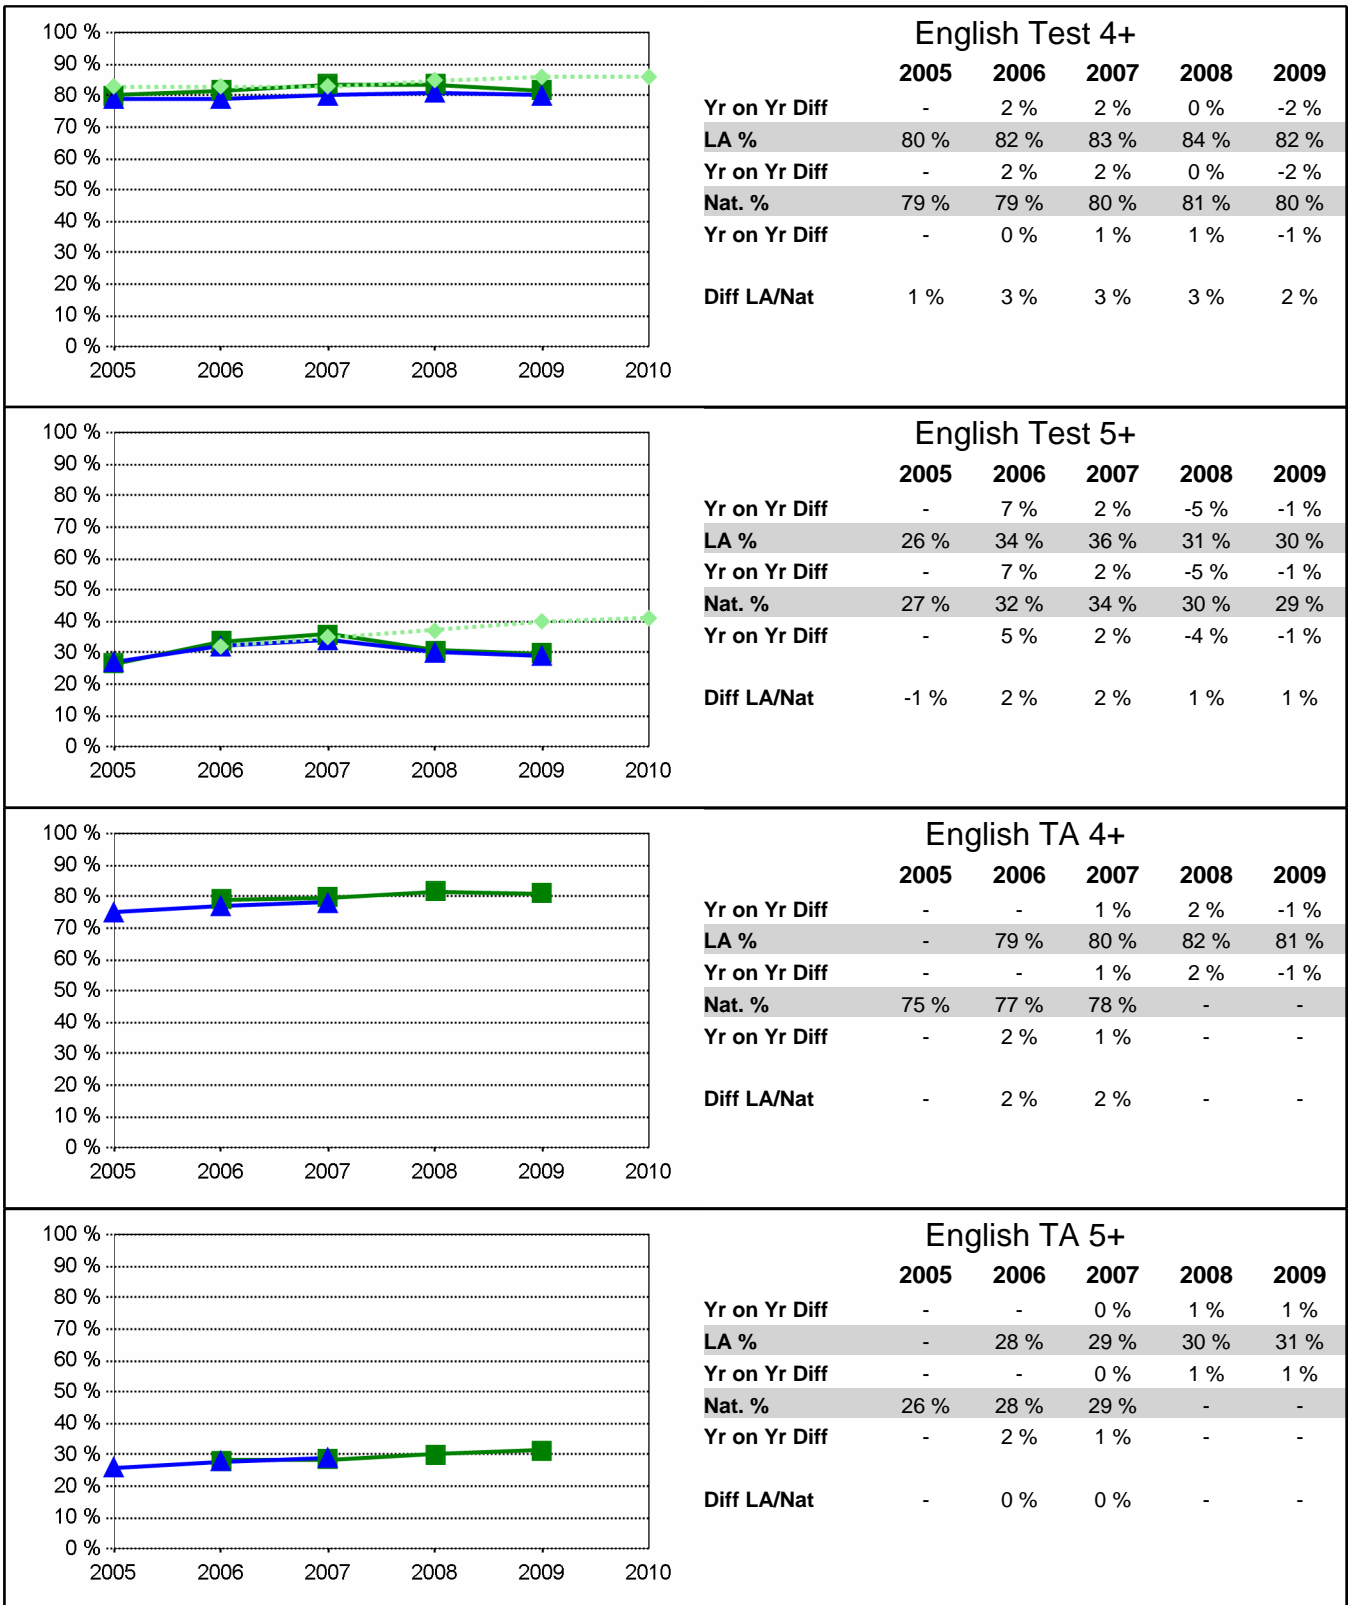 English Test 4+
100 %
90 %
80 %
70 %
60 %
50 %
40 %
30 %
20 %
10 %
0 %
2005 2006 2007 2008 2009 2010
2005 2006 2007 2008 2009
Yr on Yr Diff - 2 % 2 % 0 % -2 %
LA % 80 % 82 % 83 % 84 % 82 %
Yr on Yr Diff - 2 % 2 % 0 % -2 %
Nat. % 79 % 79 % 80 % 81 % 80 %
Yr on Yr Diff - 0 % 1 % 1 % -1 %
Diff LA/Nat 1 % 3 % 3 % 3 % 2 %
English Test 5+
100 %
90 %
80 %
70 %
60 %
50 %
40 %
30 %
20 %
10 %
0 %
2005 2006 2007 2008 2009 2010
2005 2006 2007 2008 2009
Yr on Yr Diff - 7 % 2 % -5 % -1 %
LA % 26 % 34 % 36 % 31 % 30 %
Yr on Yr Diff - 7 % 2 % -5 % -1 %
Nat. % 27 % 32 % 34 % 30 % 29 %
Yr on Yr Diff - 5 % 2 % -4 % -1 %
Diff LA/Nat -1 % 2 % 2 % 1 % 1 %
English TA 4+
100 %
90 %
80 %
70 %
60 %
50 %
40 %
30 %
20 %
10 %
0 %
2005 2006 2007 2008 2009 2010
2005 2006 2007 2008 2009
Yr on Yr Diff - - 1 % 2 % -1 %
LA % - 79 % 80 % 82 % 81 %
Yr on Yr Diff - - 1 % 2 % -1 %
Nat. % 75 % 77 % 78 % - -
Yr on Yr Diff - 2 % 1 % - -
Diff LA/Nat - 2 % 2 % - -
English TA 5+
100 %
90 %
80 %
70 %
60 %
50 %
40 %
30 %
20 %
10 %
0 %
2005 2006 2007 2008 2009 2010
2005 2006 2007 2008 2009
Yr on Yr Diff - - 0 % 1 % 1 %
LA % - 28 % 29 % 30 % 31 %
Yr on Yr Diff - - 0 % 1 % 1 %
Nat. % 26 % 28 % 29 % - -
Yr on Yr Diff - 2 % 1 % - -
Diff LA/Nat - 0 % 0 % - -